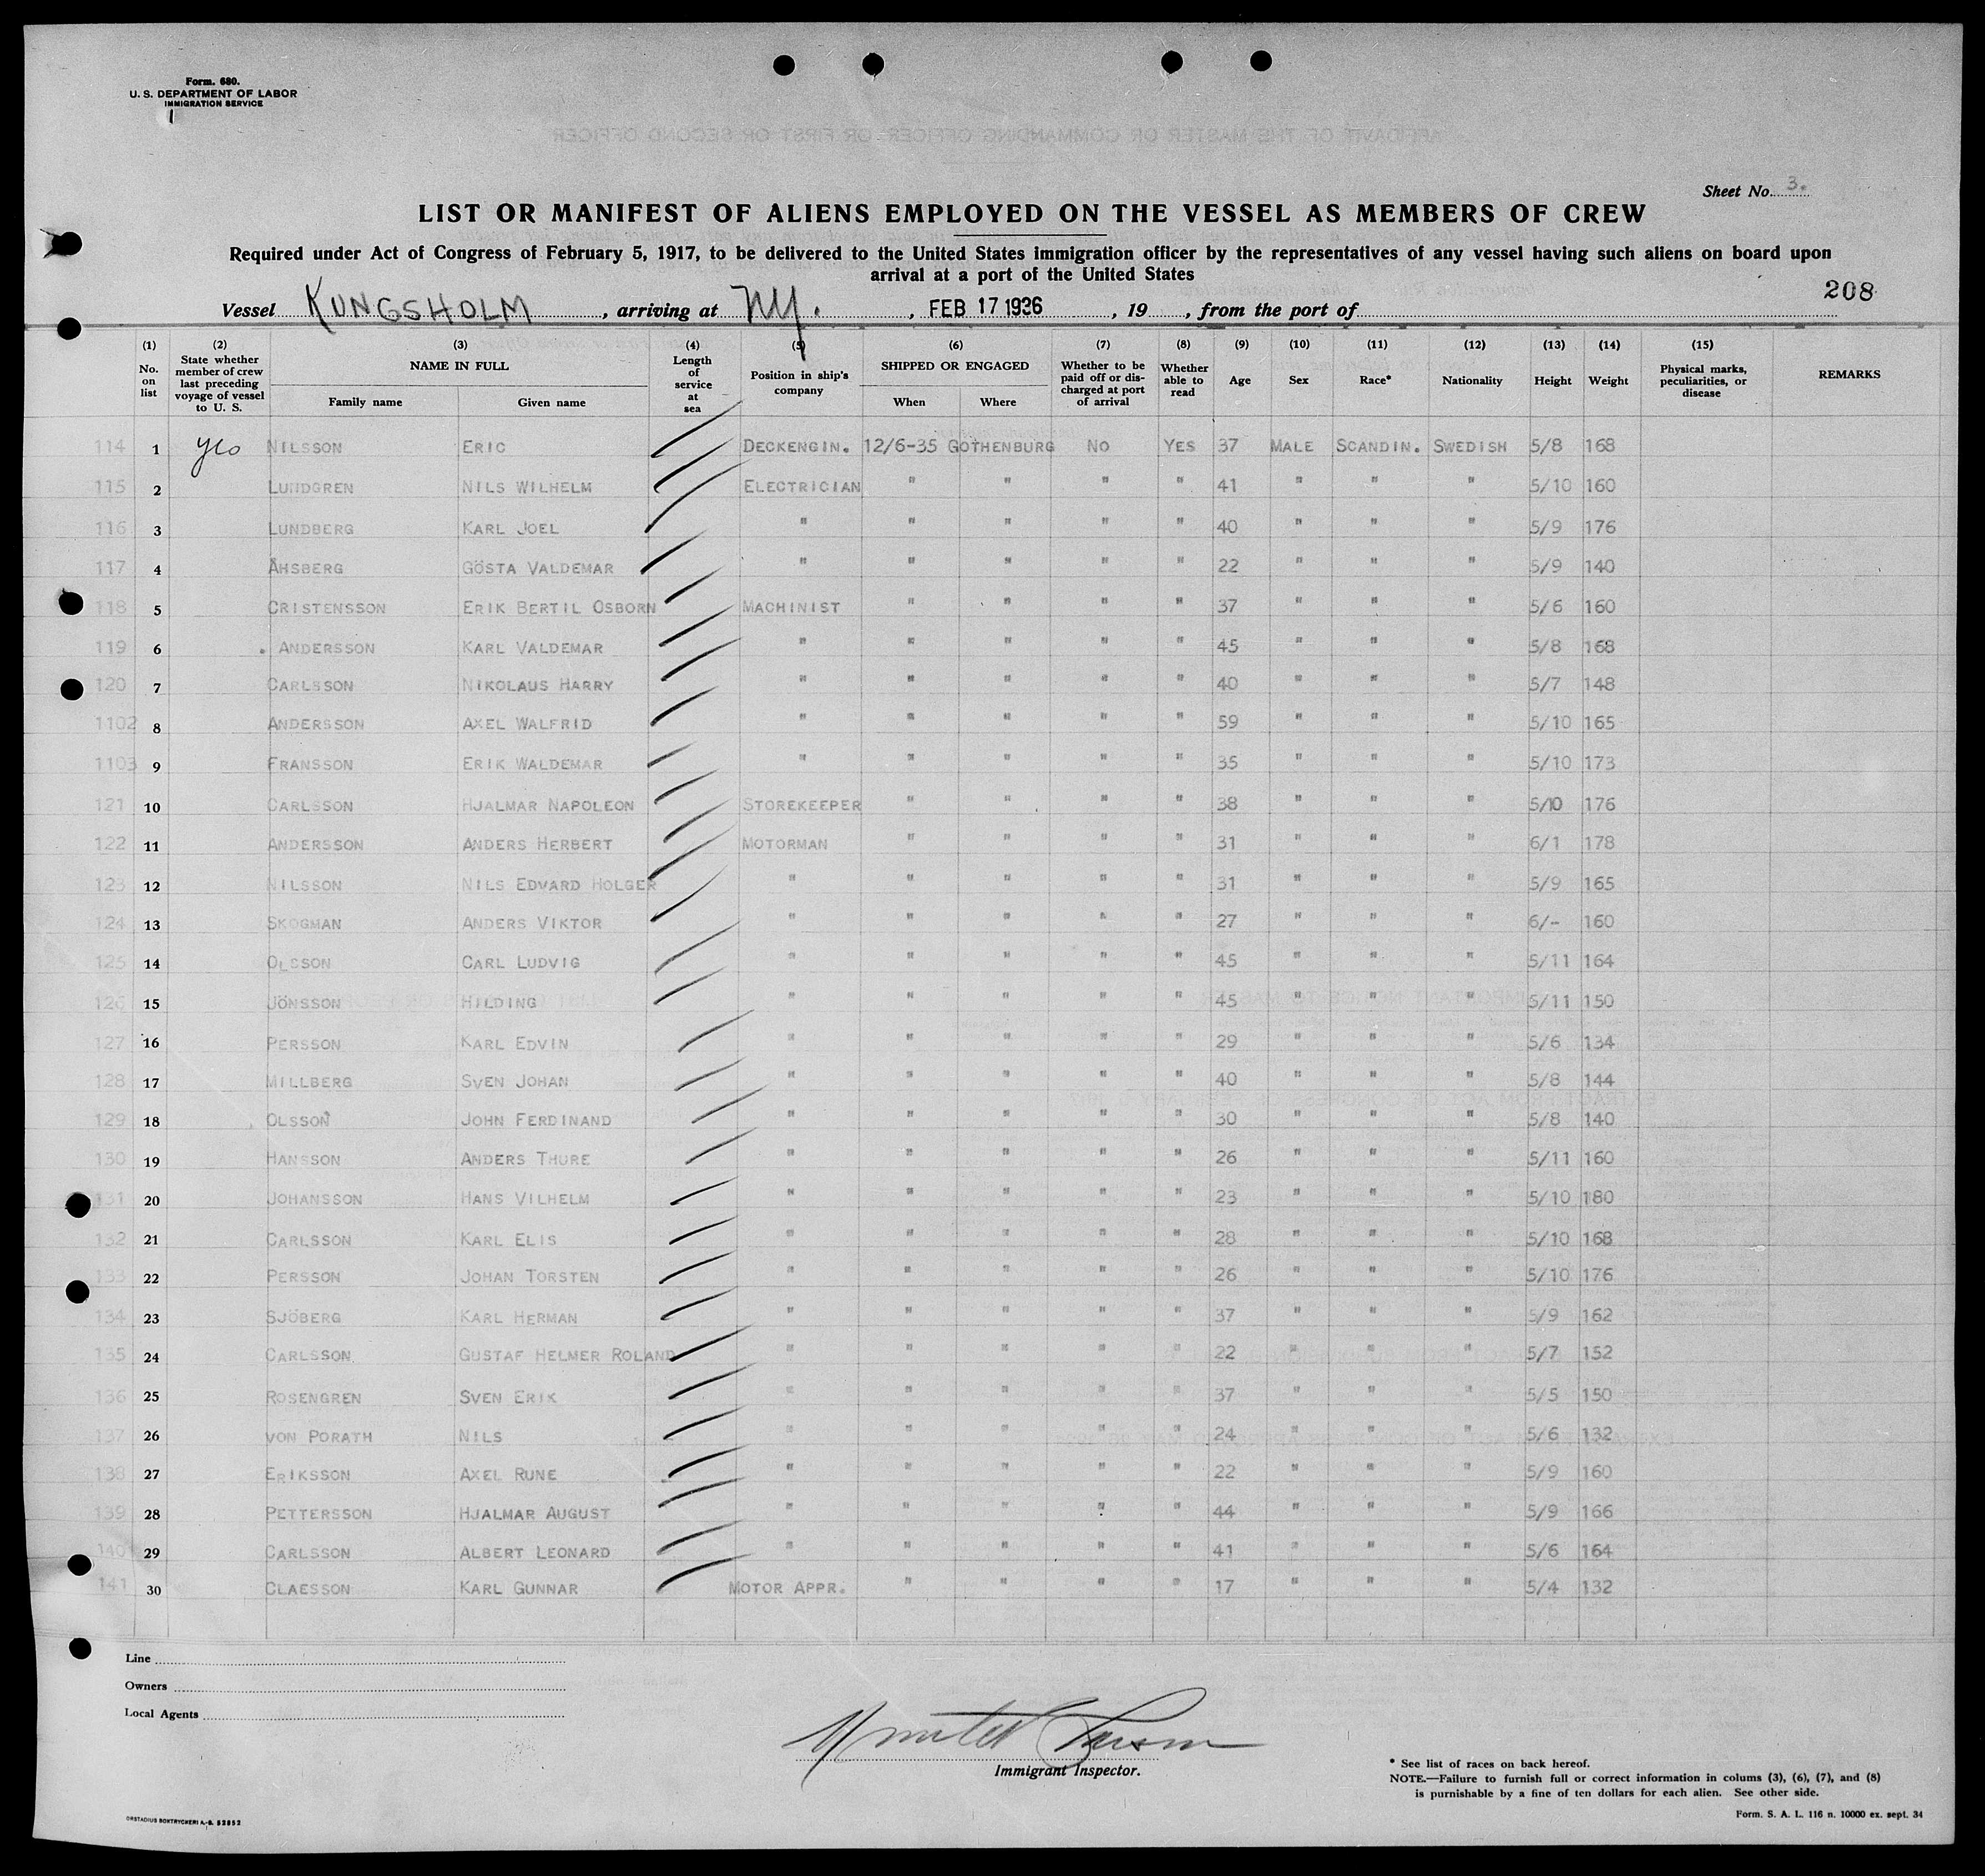 Form. 680.
U. S. DEPARTMENT OF LABOR
IMMIGRATION SERVICE
Sheet No. 3.
LIST OR MANIFEST OF ALIENS EMPLOYED ON THE VESSEL AS MEMBERS OF CREW
Required under Act of Congress of February 5, 1917, to be delivered to the United States immigration officer by the representatives of any vessel having such aliens on board upon
arrival at a port of the United States
208
Vessel KUNGSHOLM, arriving at N.Y., FEB 17 1936, 19, from the port of
(1) No. on list (2) State whether member of crew last preceding voyage of vessel to U. S. (3) NAME IN FULL Family name Given name (4) Length of service at sea (5) Position in ship's company (6) SHIPPED OR ENGAGED When Where (7) Whether to be paid off or discharged at port of arrival (8) Whether able to read (9) Age (10) Sex (11) Race* (12) Nationality (13) Height (14) Weight (15) Physical marks, peculiarities, or disease REMARKS
114 1 yes NILSSON ERIC DECKENGIN. 12/6-35 GOTHENBURG NO YES 37 MALE SCANDIN. SWEDISH 5/8 168
115 2 LUNDGREN NILS WILHELM ELECTRICIAN " " " " 41 " " " 5/10 160
116 3 LUNDBERG KARL JOEL " " " " " 40 " " " 5/9 176
117 4 ÅHSBERG GÖSTA VALDEMAR " " " " " 22 " " " 5/9 140
118 5 CRISTENSSON ERIK BERTIL OSBORN MACHINIST " " " " 37 " " " 5/6 160
119 6 ANDERSSON KARL VALDEMAR " " " " " 45 " " " 5/8 168
120 7 CARLSSON NIKOLAUS HARRY " " " " " 40 " " " 5/7 148
1102 8 ANDERSSON AXEL WALFRID " " " " " 59 " " " 5/10 165
1103 9 FRANSSON ERIK WALDEMAR " " " " " 35 " " " 5/10 173
121 10 CARLSSON HJALMAR NAPOLEON STOREKEEPER " " " " 38 " " " 5/10 176
122 11 ANDERSSON ANDERS HERBERT MOTORMAN " " " " 31 " " " 6/1 178
123 12 NILSSON NILS EDVARD HOLGER " " " " " 31 " " " 5/9 165
124 13 SKOGMAN ANDERS VIKTOR " " " " " 27 " " " 6/- 160
125 14 OLSSON CARL LUDVIG " " " " " 45 " " " 5/11 164
126 15 JÖNSSON HILDING " " " " " 45 " " " 5/11 150
127 16 PERSSON KARL EDVIN " " " " " 29 " " " 5/6 134
128 17 MILLBERG SVEN JOHAN " " " " " 40 " " " 5/8 144
129 18 OLSSON JOHN FERDINAND " " " " " 30 " " " 5/8 140
130 19 HANSSON ANDERS THURE " " " " " 26 " " " 5/11 160
131 20 JOHANSSON HANS VILHELM " " " " " 23 " " " 5/10 180
132 21 CARLSSON KARL ELIS " " " " " 28 " " " 5/10 168
133 22 PERSSON JOHAN TORSTEN " " " " " 26 " " " 5/10 176
134 23 SJÖBERG KARL HERMAN " " " " " 37 " " " 5/9 162
135 24 CARLSSON GUSTAF HELMER ROLAND " " " " " 22 " " " 5/7 152
136 25 ROSENGREN SVEN ERIK " " " " " 37 " " " 5/5 150
137 26 VON PORATH NILS " " " " " 24 " " " 5/6 132
138 27 ERIKSSON AXEL RUNE " " " " " 22 " " " 5/9 160
139 28 PETTERSSON HJALMAR AUGUST " " " " " 44 " " " 5/9 166
140 29 CARLSSON ALBERT LEONARD " " " " " 41 " " " 5/6 164
141 30 CLAESSON KARL GUNNAR MOTOR APPR. " " " " 17 " " " 5/4 132
Line
Owners
Local Agents
Immigrant Inspector.
* See list of races on back hereof.
NOTE.—Failure to furnish full or correct information in colums (3), (6), (7), and (8)
is purnishable by a fine of ten dollars for each alien. See other side.
Form. S. A. L. 116 n. 10000 ex. sept. 34
ORSTADIUS BOKTRYCKERI A.-B. 52852